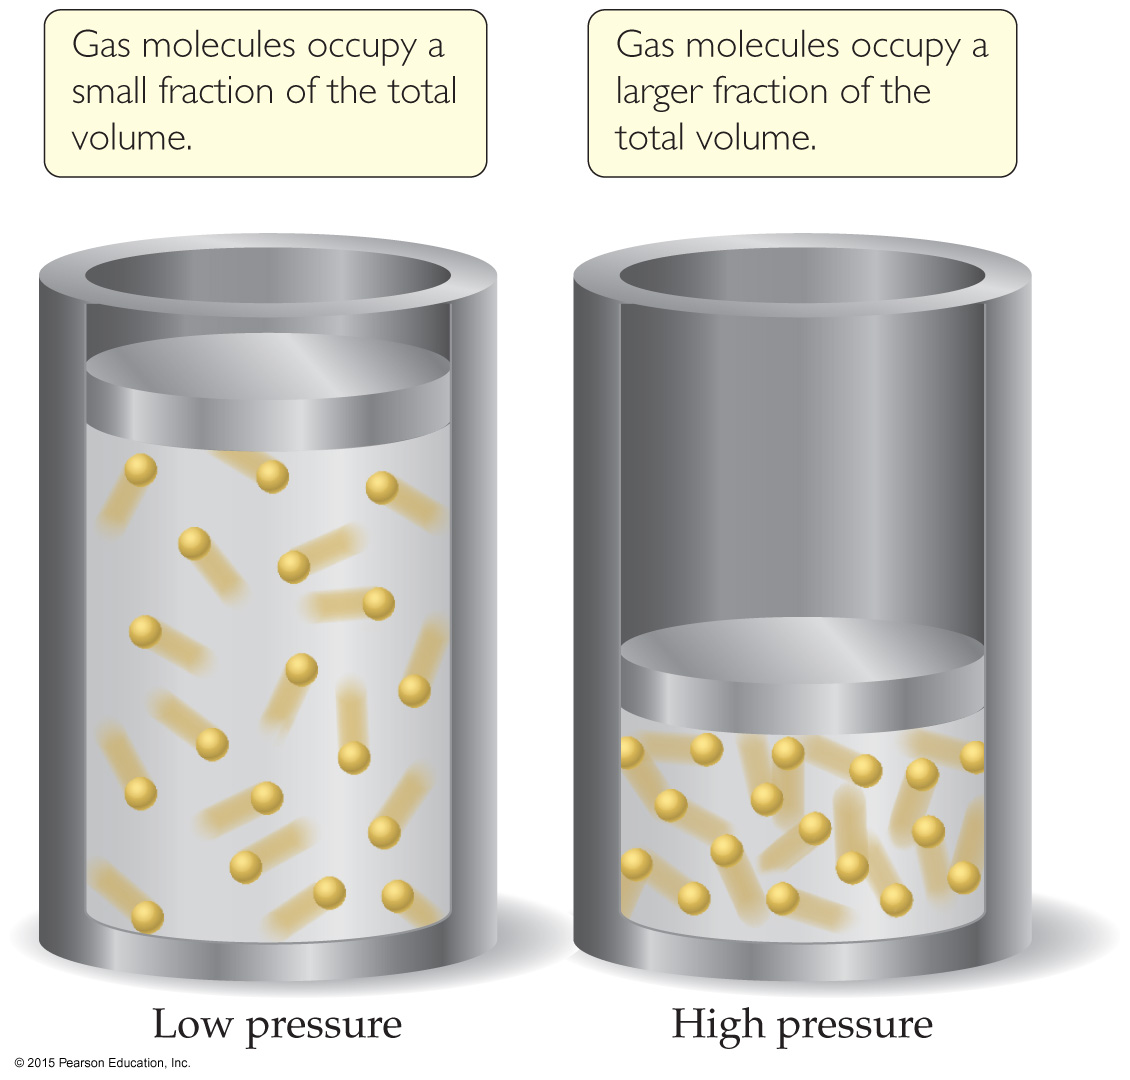 Gas molecules occupy a
small fraction of the total
volume.
Gas molecules occupy a
larger fraction of the
total volume.
Low pressure
High pressure
© 2015 Pearson Education, Inc.